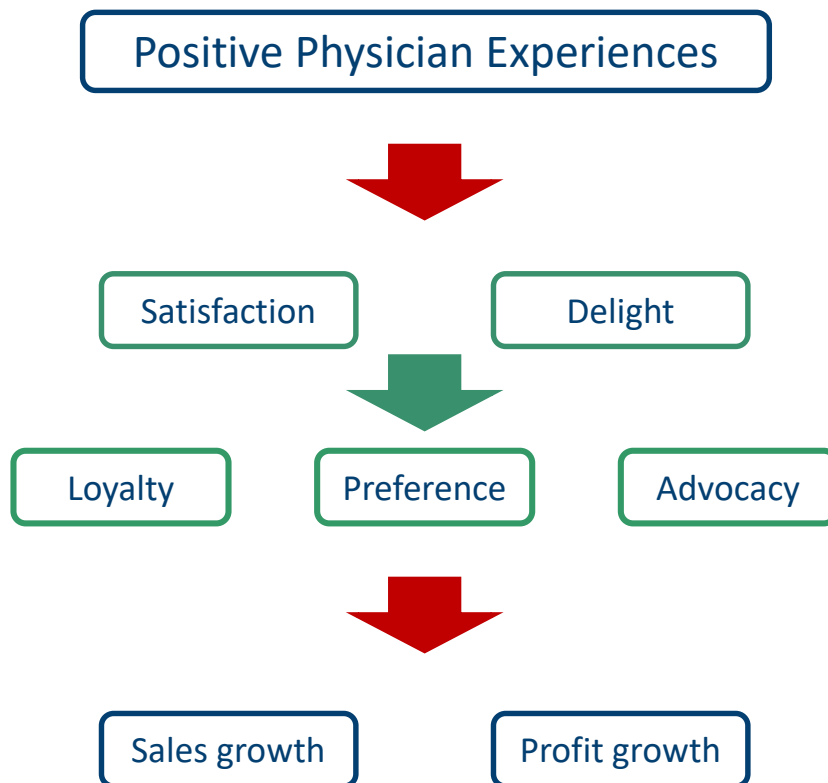 Positive Physician Experiences
Satisfaction
Delight
Loyalty
Preference
Advocacy
Sales growth
Profit growth